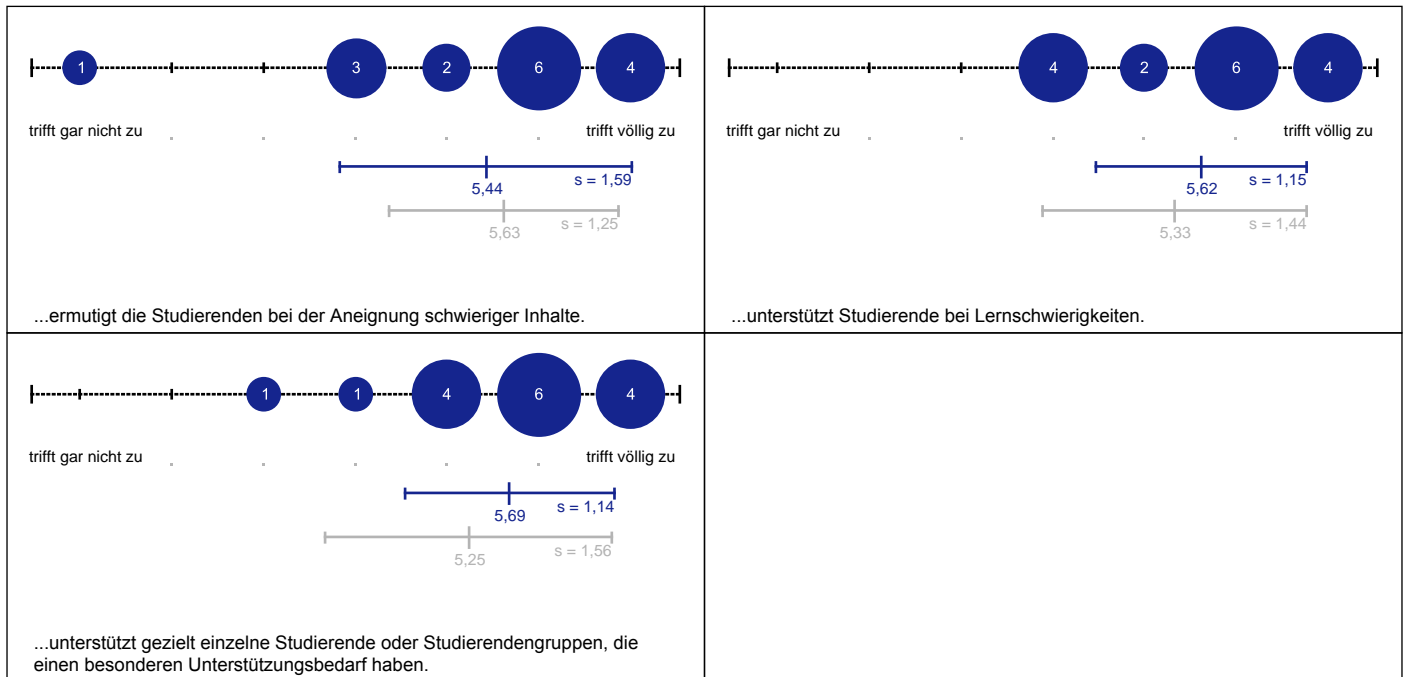 1 3 2 6 4
trifft gar nicht zu trifft völlig zu
5,44 s = 1,59
5,63 s = 1,25
...ermutigt die Studierenden bei der Aneignung schwieriger Inhalte.
4 2 6 4
trifft gar nicht zu trifft völlig zu
5,62 s = 1,15
5,33 s = 1,44
...unterstützt Studierende bei Lernschwierigkeiten.
1 1 4 6 4
trifft gar nicht zu trifft völlig zu
5,69 s = 1,14
5,25 s = 1,56
...unterstützt gezielt einzelne Studierende oder Studierendengruppen, die
einen besonderen Unterstützungsbedarf haben.